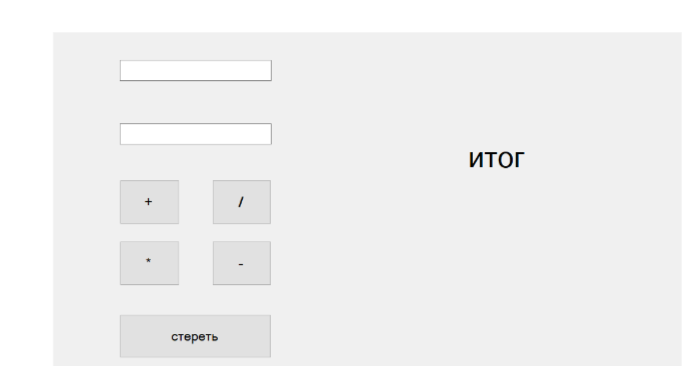 итог
+ /
* -
стереть